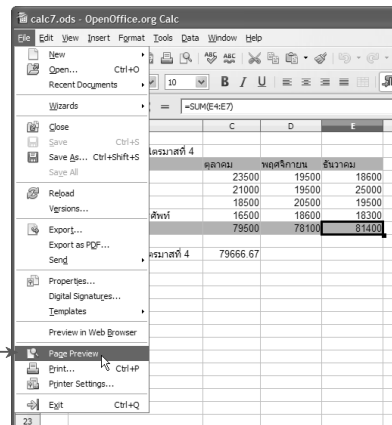 calc7.ods - OpenOffice.org Calc
File Edit View Insert Format Tools Data Window Help
New
Open... Ctrl+O
Recent Documents
10 B I U
Wizards
= =SUM(E4:E7)
Close
C D E
Save Ctrl+S
ไตรมาสที่ 4
Save As... Ctrl+Shift+S
ตุลาคม พฤศจิกายน ธันวาคม
Save All
23500 19500 18600
Reload
21000 19500 25000
Versions...
18500 20500 19500
ศัพท์ 16500 18600 18300
Export...
79500 78100 81400
Export as PDF...
Send
ตรมาสที่ 4 79666.67
Properties...
Digital Signatures...
Templates
Preview in Web Browser
Page Preview
Print... Ctrl+P
Printer Settings...
Exit Ctrl+Q
23